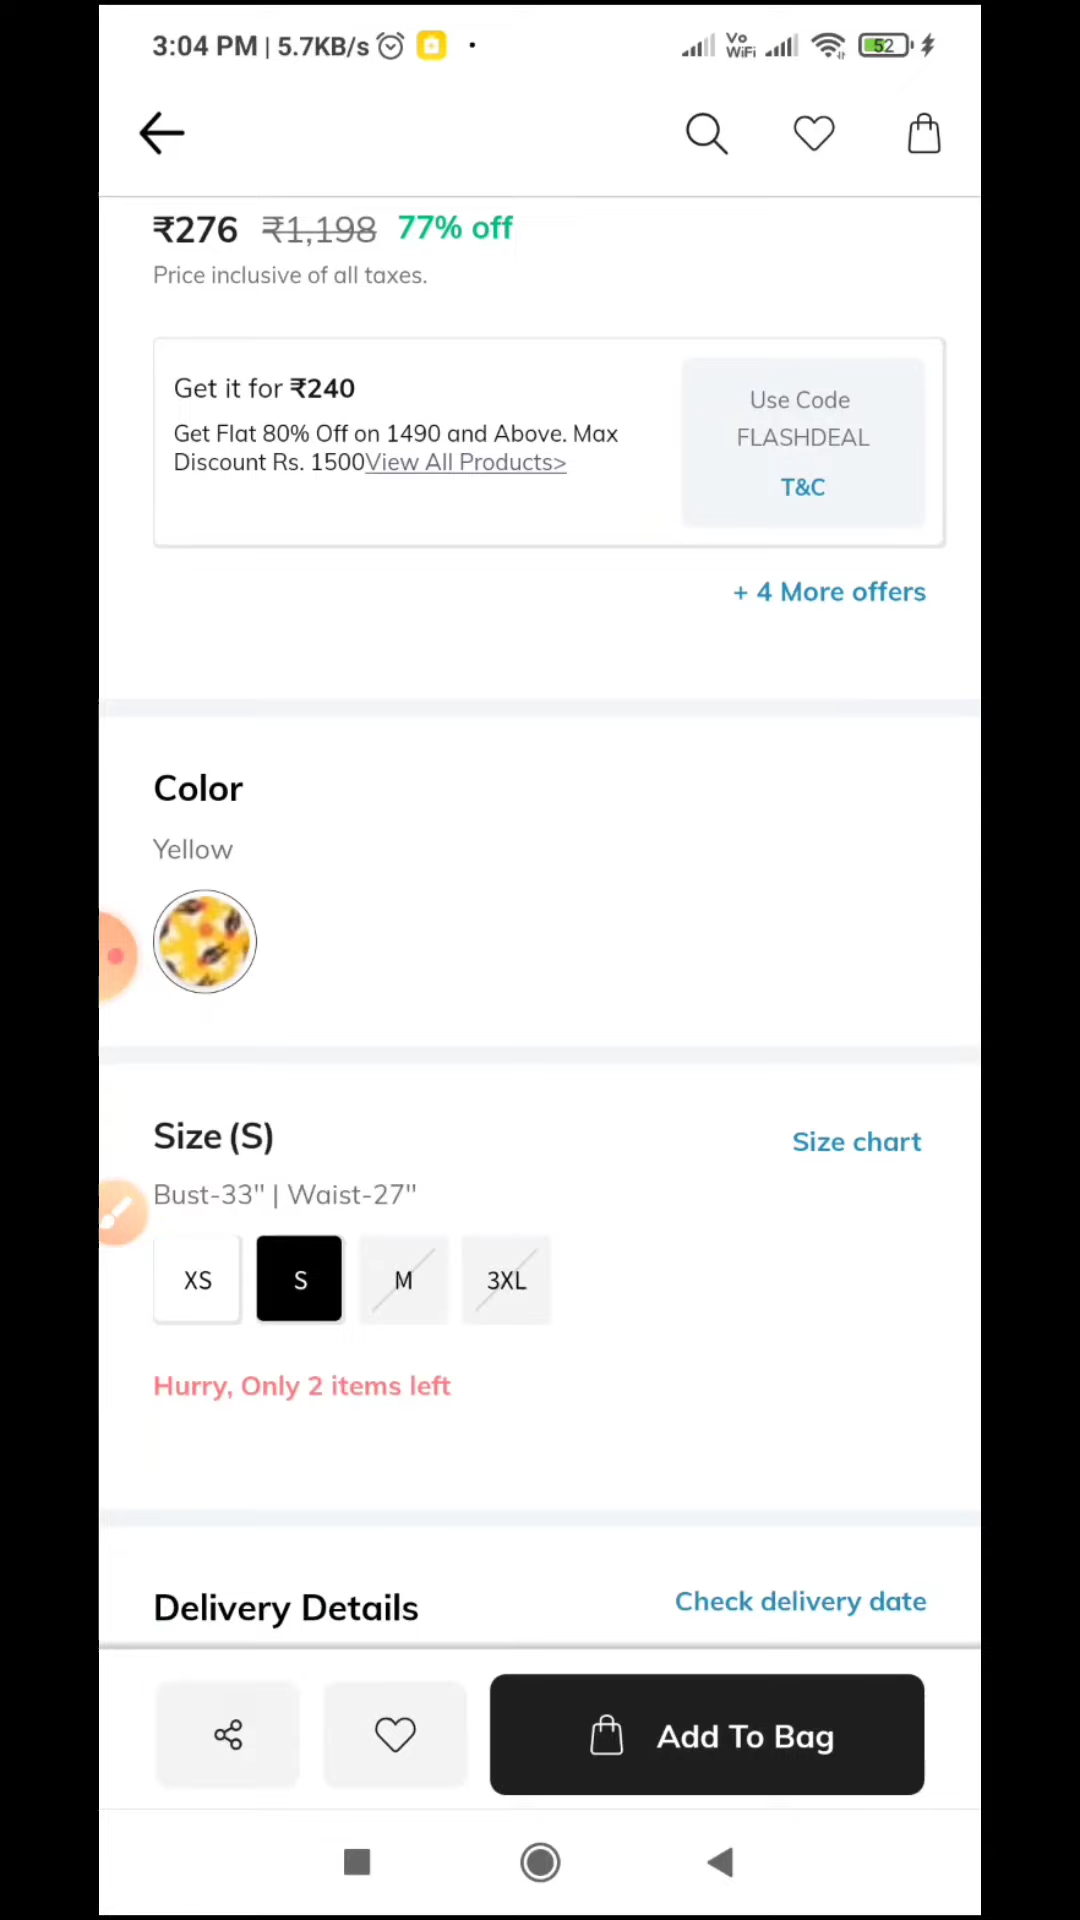 3:04 PM | 5.7KB/s
Vo
WiFi
52
₹276 ₹1,198 77% off
Price inclusive of all taxes.
Get it for ₹240
Get Flat 80% Off on 1490 and Above. Max
Discount Rs. 1500View All Products>
Use Code
FLASHDEAL
T&C
+ 4 More offers
Color
Yellow
Size (S)
Size chart
Bust-33" | Waist-27"
XS S M 3XL
Hurry, Only 2 items left
Delivery Details
Check delivery date
Add To Bag